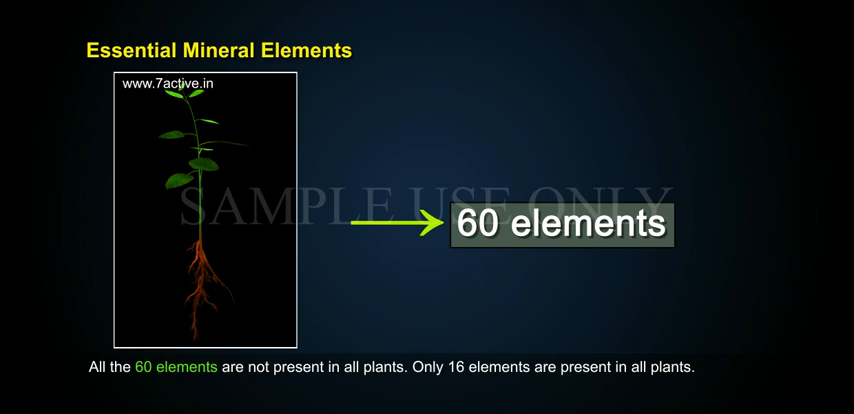 Essential Mineral Elements
www.7active.in
SAMPLE USE ONLY
60 elements
All the 60 elements are not present in all plants. Only 16 elements are present in all plants.